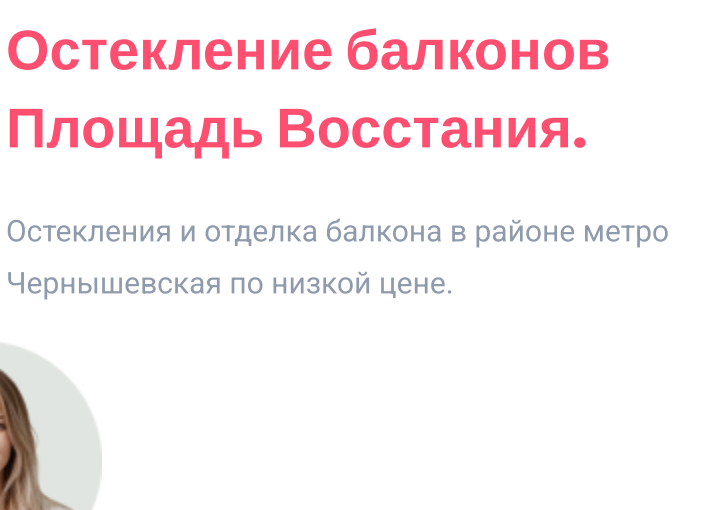 Остекление балконов
Площадь Восстания.
Остекления и отделка балкона в районе метро
Чернышевская по низкой цене.